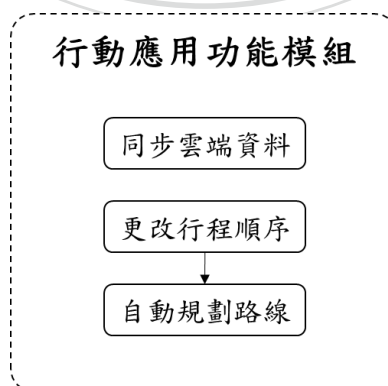 行動應用功能模組
同步雲端資料
更改行程順序
自動規劃路線